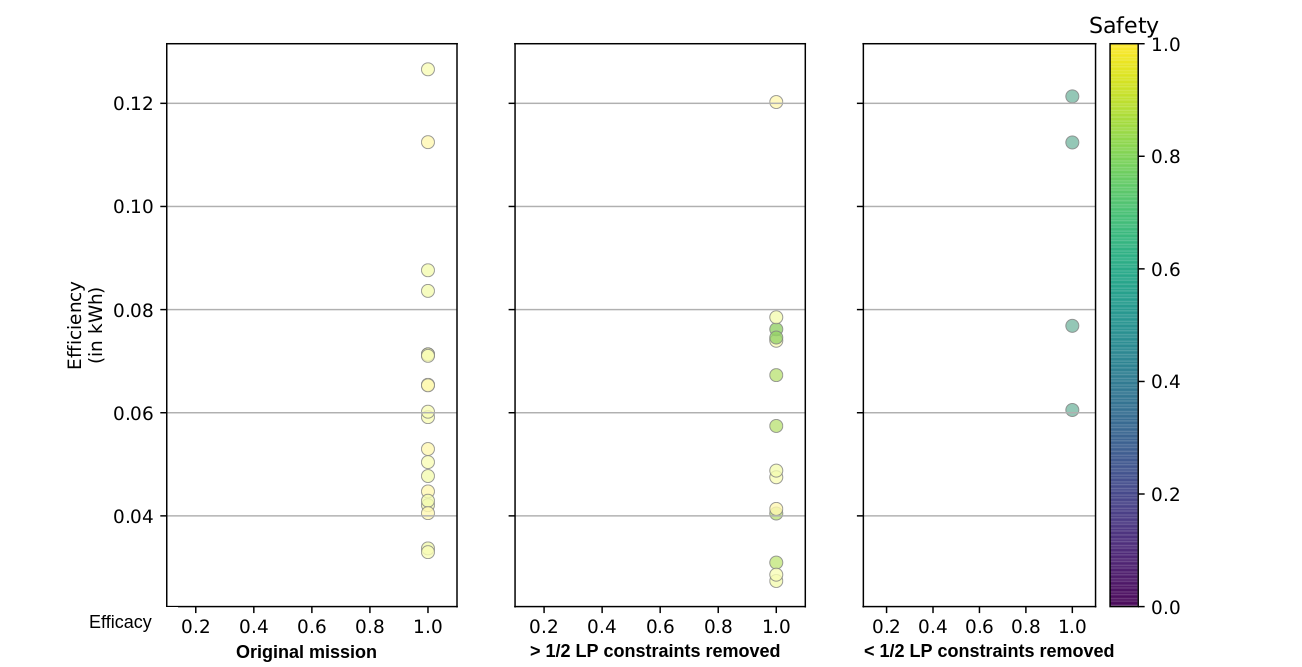 Safety
0.12
0.10
0.08
0.06
0.04
Efficiency
(in kWh)
Efficacy
0.2 0.4 0.6 0.8 1.0
Original mission
0.2 0.4 0.6 0.8 1.0
> 1/2 LP constraints removed
0.2 0.4 0.6 0.8 1.0
< 1/2 LP constraints removed
1.0
0.8
0.6
0.4
0.2
0.0